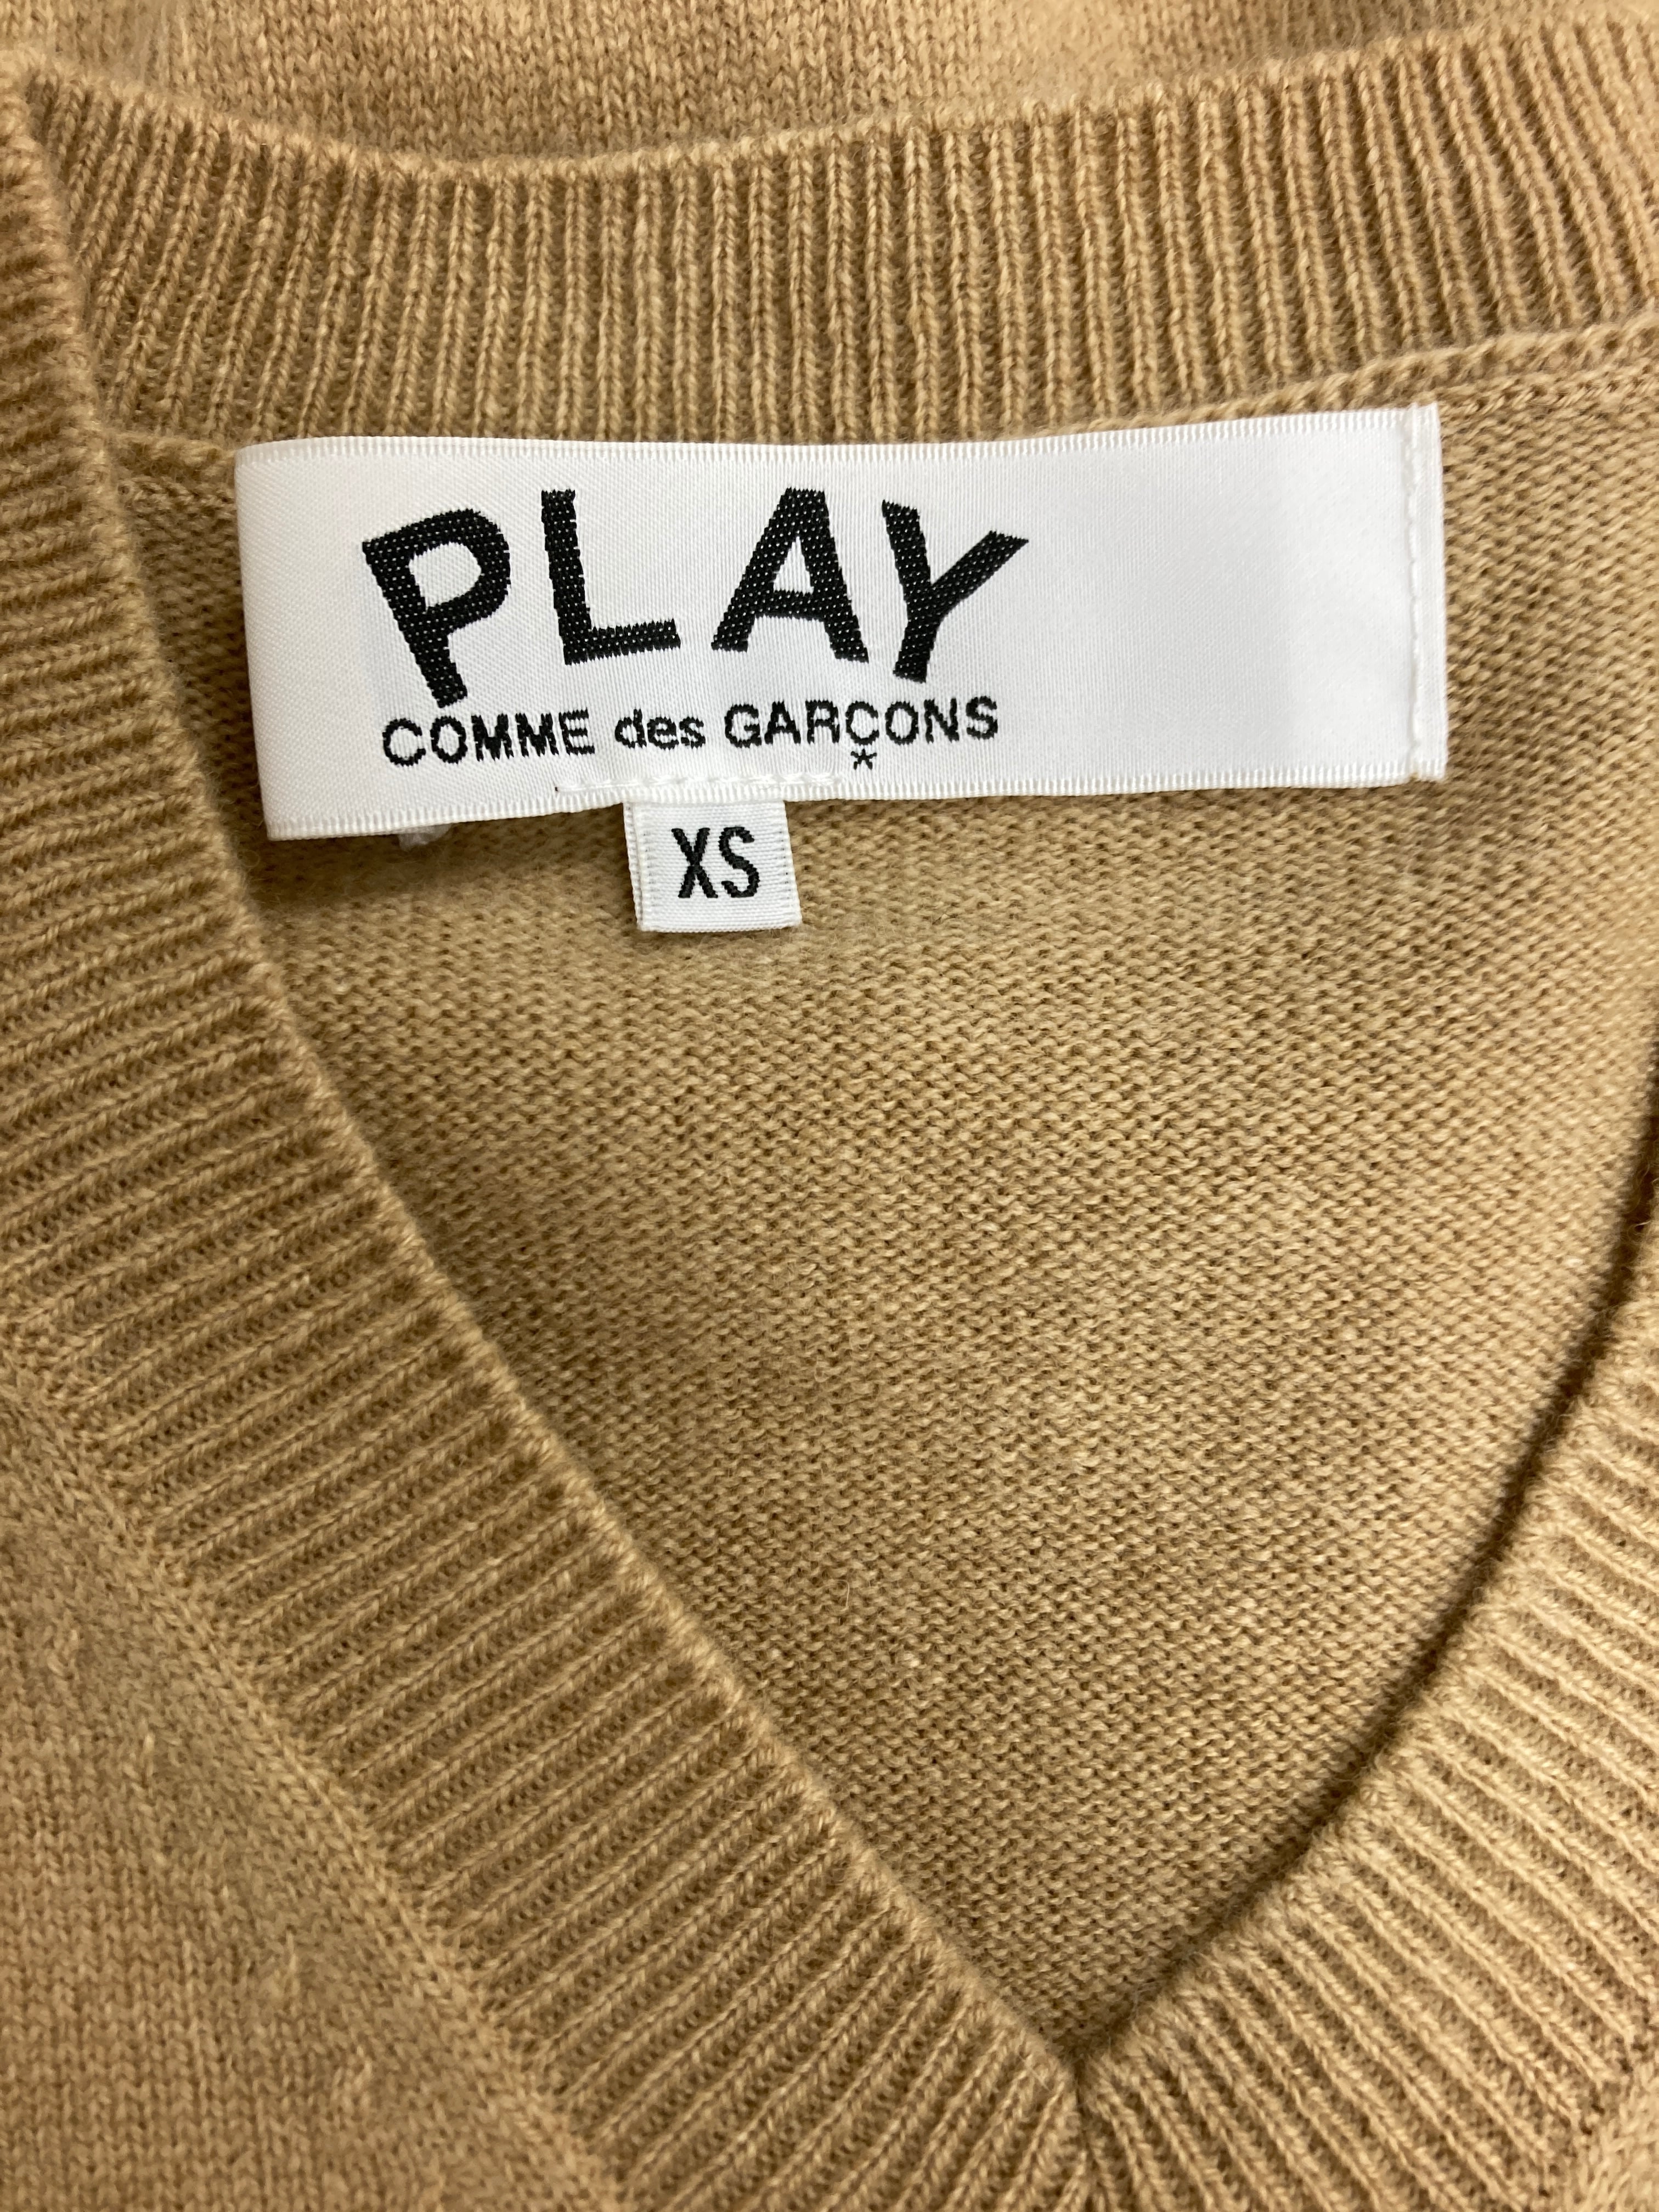 PLAY
COMME des GARÇONS
*
XS